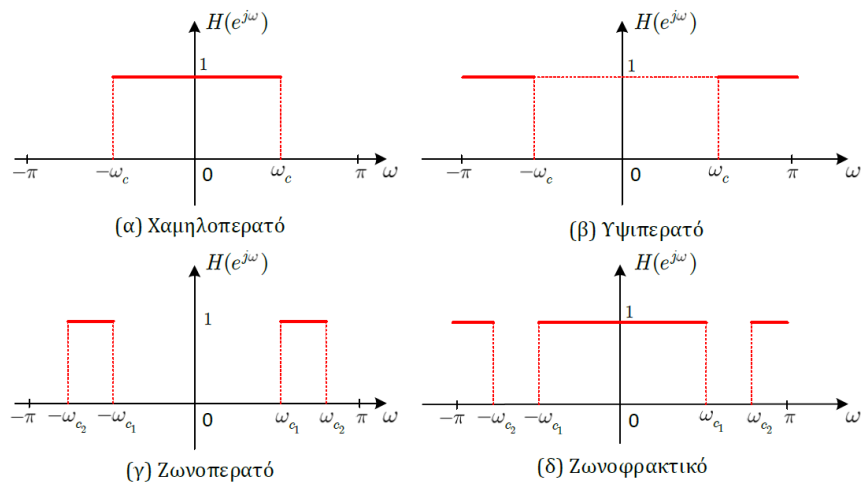 H(e^{jω})
1
−π
−ω_c
0
ω_c
π
ω
(α) Χαμηλοπερατό
H(e^{jω})
1
−π
−ω_c
0
ω_c
π
ω
(β) Υψιπερατό
H(e^{jω})
1
−π
−ω_{c_2}
−ω_{c_1}
0
ω_{c_1}
ω_{c_2}
π
ω
(γ) Ζωνοπερατό
H(e^{jω})
1
−π
−ω_{c_2}
−ω_{c_1}
0
ω_{c_1}
ω_{c_2}
π
ω
(δ) Ζωνοφρακτικό